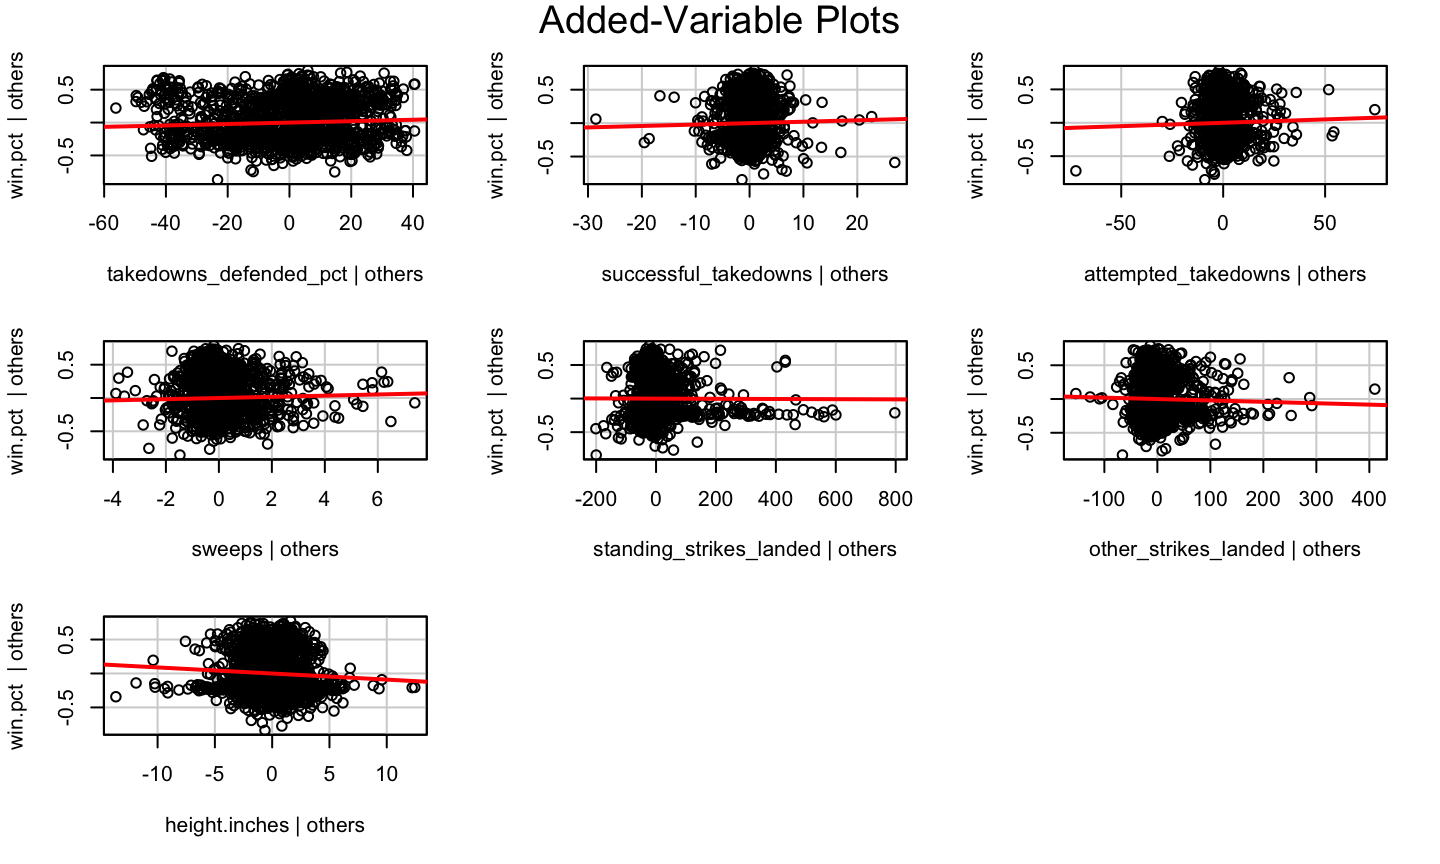 Added-Variable Plots
win.pct | others
0.5
-0.5
-60 -40 -20 0 20 40
takedowns_defended_pct | others
win.pct | others
0.5
-0.5
-30 -20 -10 0 10 20
successful_takedowns | others
win.pct | others
0.5
-0.5
-50 0 50
attempted_takedowns | others
win.pct | others
0.5
-0.5
-4 -2 0 2 4 6
sweeps | others
win.pct | others
0.5
-0.5
-200 0 200 400 600 800
standing_strikes_landed | others
win.pct | others
0.5
-0.5
-100 0 100 200 300 400
other_strikes_landed | others
win.pct | others
0.5
-0.5
-10 -5 0 5 10
height.inches | others